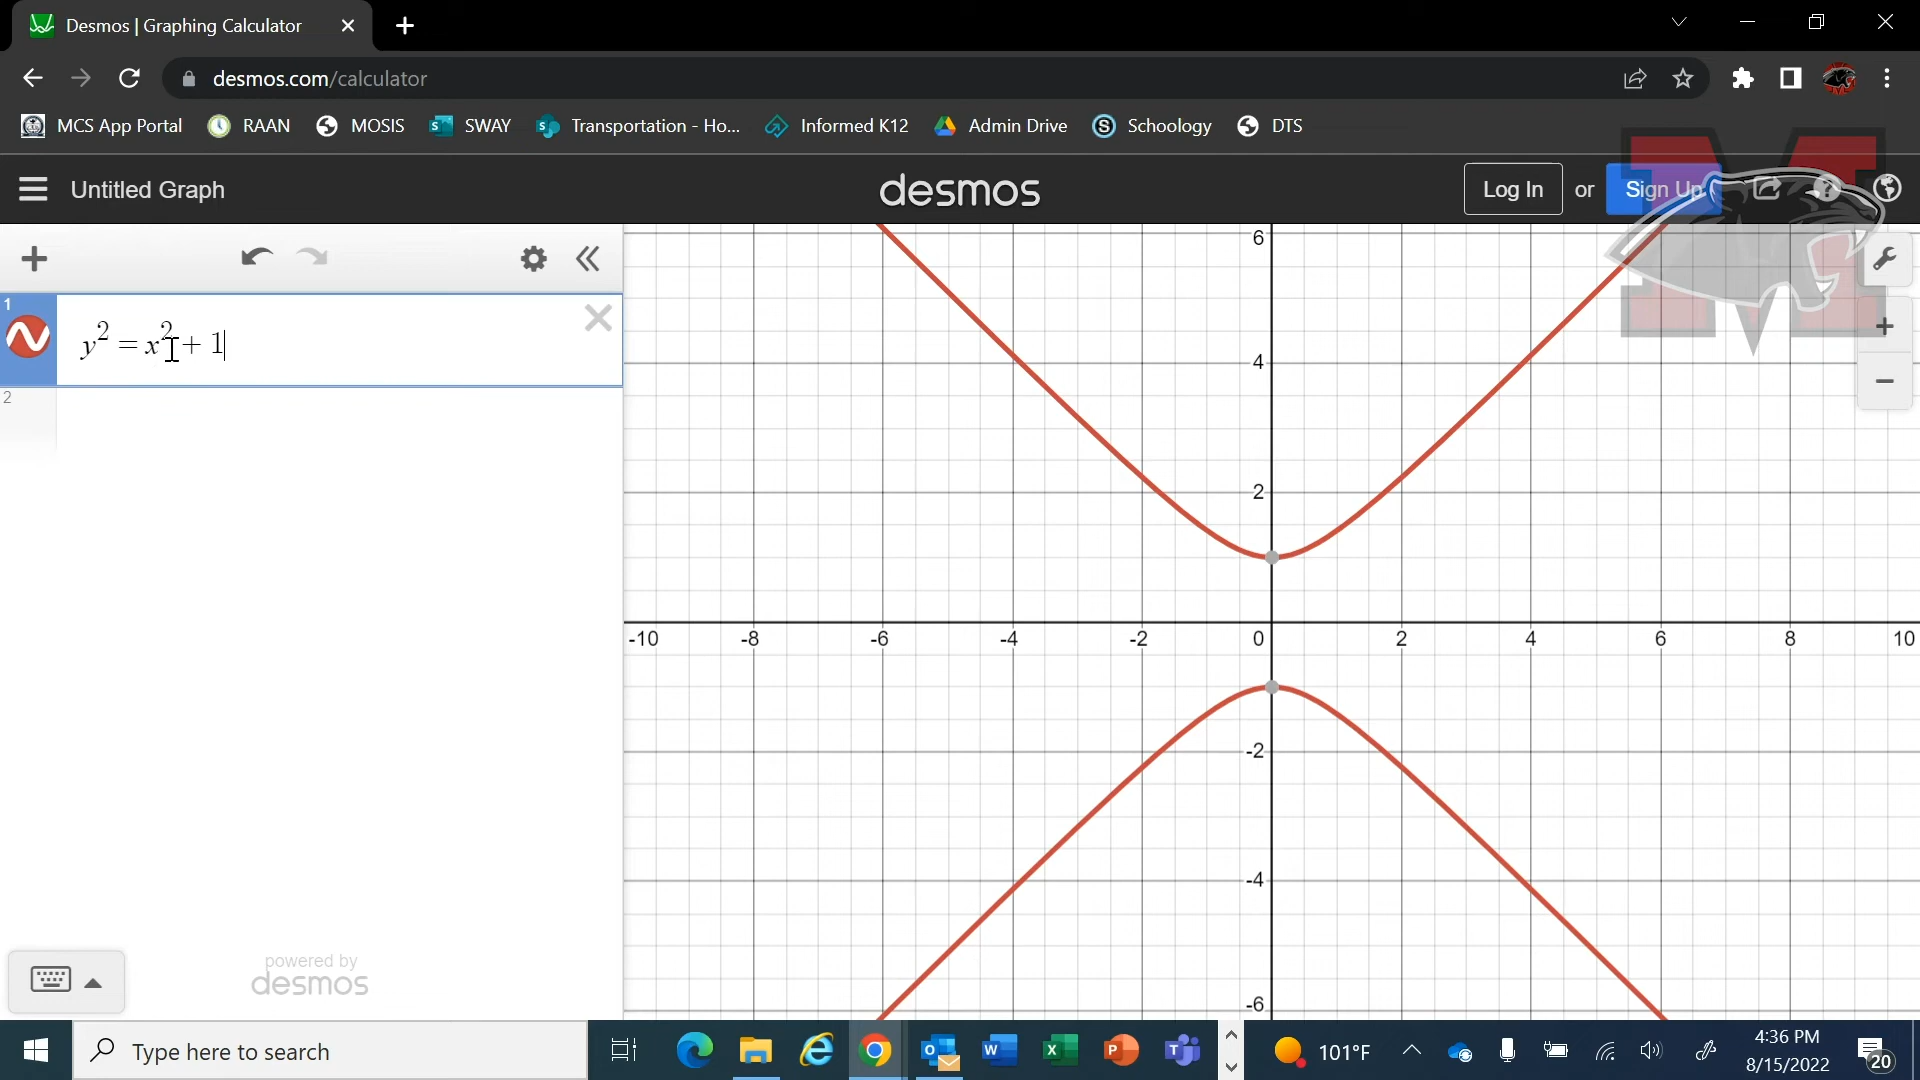 Desmos | Graphing Calculator
desmos.com/calculator
MCS App Portal RAAN MOSIS SWAY Transportation - Ho... Informed K12 Admin Drive Schoology DTS
Untitled Graph desmos Log In or Sign Up
1
y² = x² + 1
2
6
4
2
-10 -8 -6 -4 -2 0 2 4 6 8 10
-2
-4
-6
powered by
desmos
Type here to search 101°F 4:36 PM
8/15/2022 20